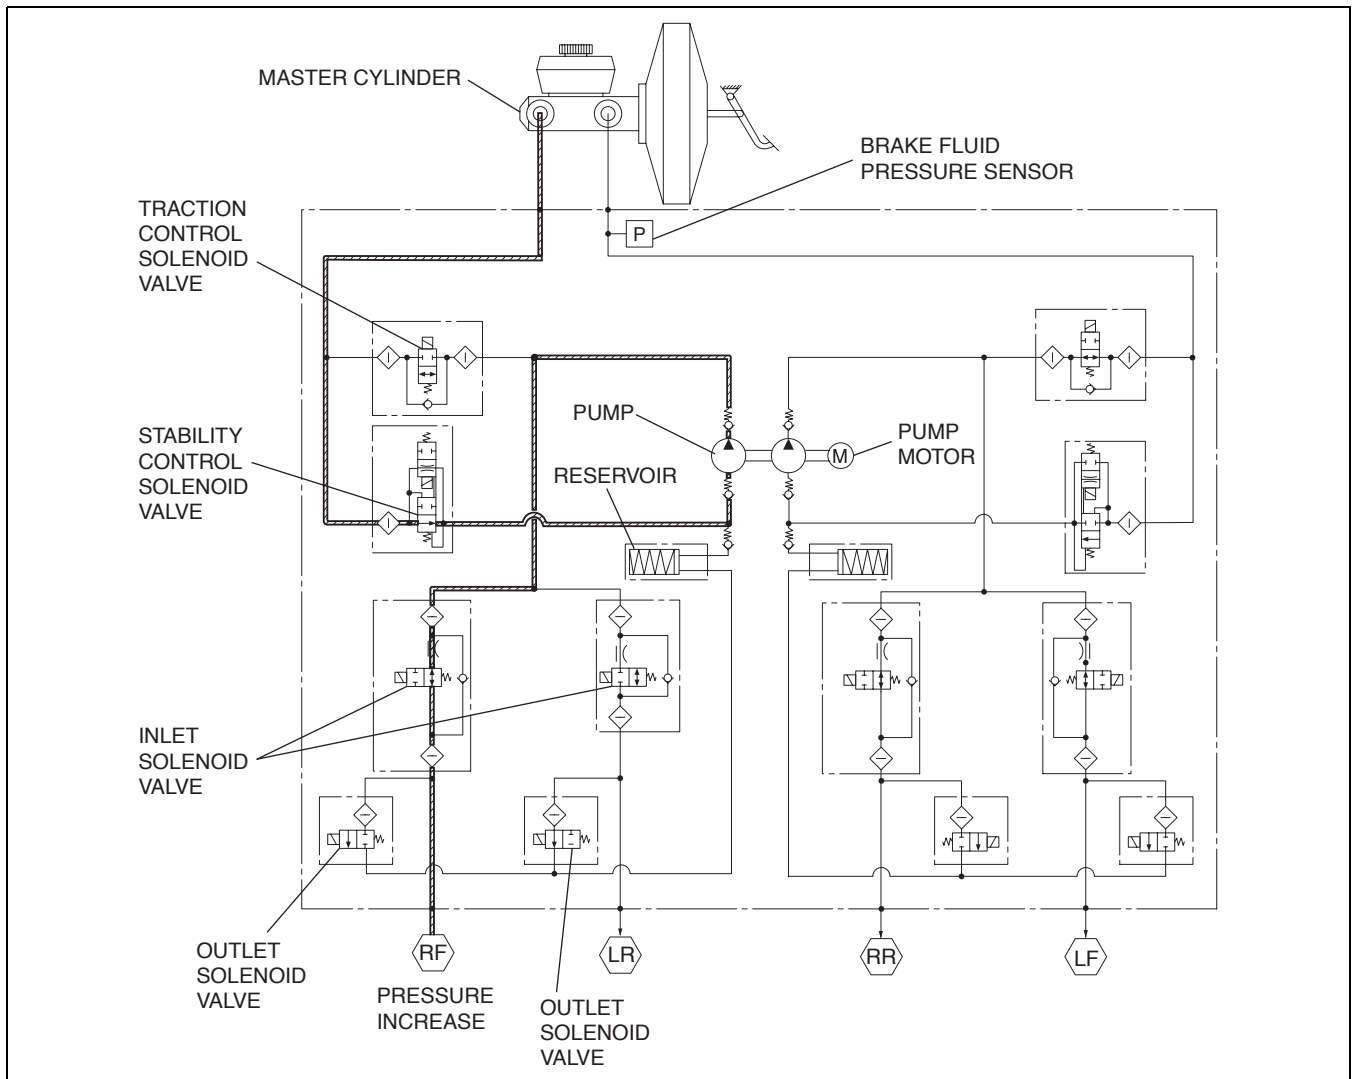 MASTER CYLINDER
BRAKE FLUID
PRESSURE SENSOR
TRACTION
CONTROL
SOLENOID
VALVE
P
STABILITY
CONTROL
SOLENOID
VALVE
PUMP
RESERVOIR
M
PUMP
MOTOR
INLET
SOLENOID
VALVE
OUTLET
SOLENOID
VALVE
RF
PRESSURE
INCREASE
LR
OUTLET
SOLENOID
VALVE
RR
LF